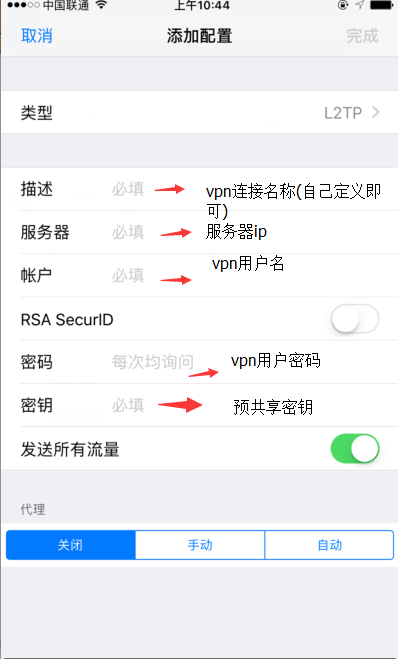 中国联通 上午10:44
取消 添加配置 完成
类型 L2TP
描述 必填 vpn连接名称(自己定义即
可)
服务器 必填 服务器ip
帐户 必填 vpn用户名
RSA SecurID
密码 每次均询问 vpn用户密码
密钥 必填 预共享密钥
发送所有流量
代理
关闭 手动 自动